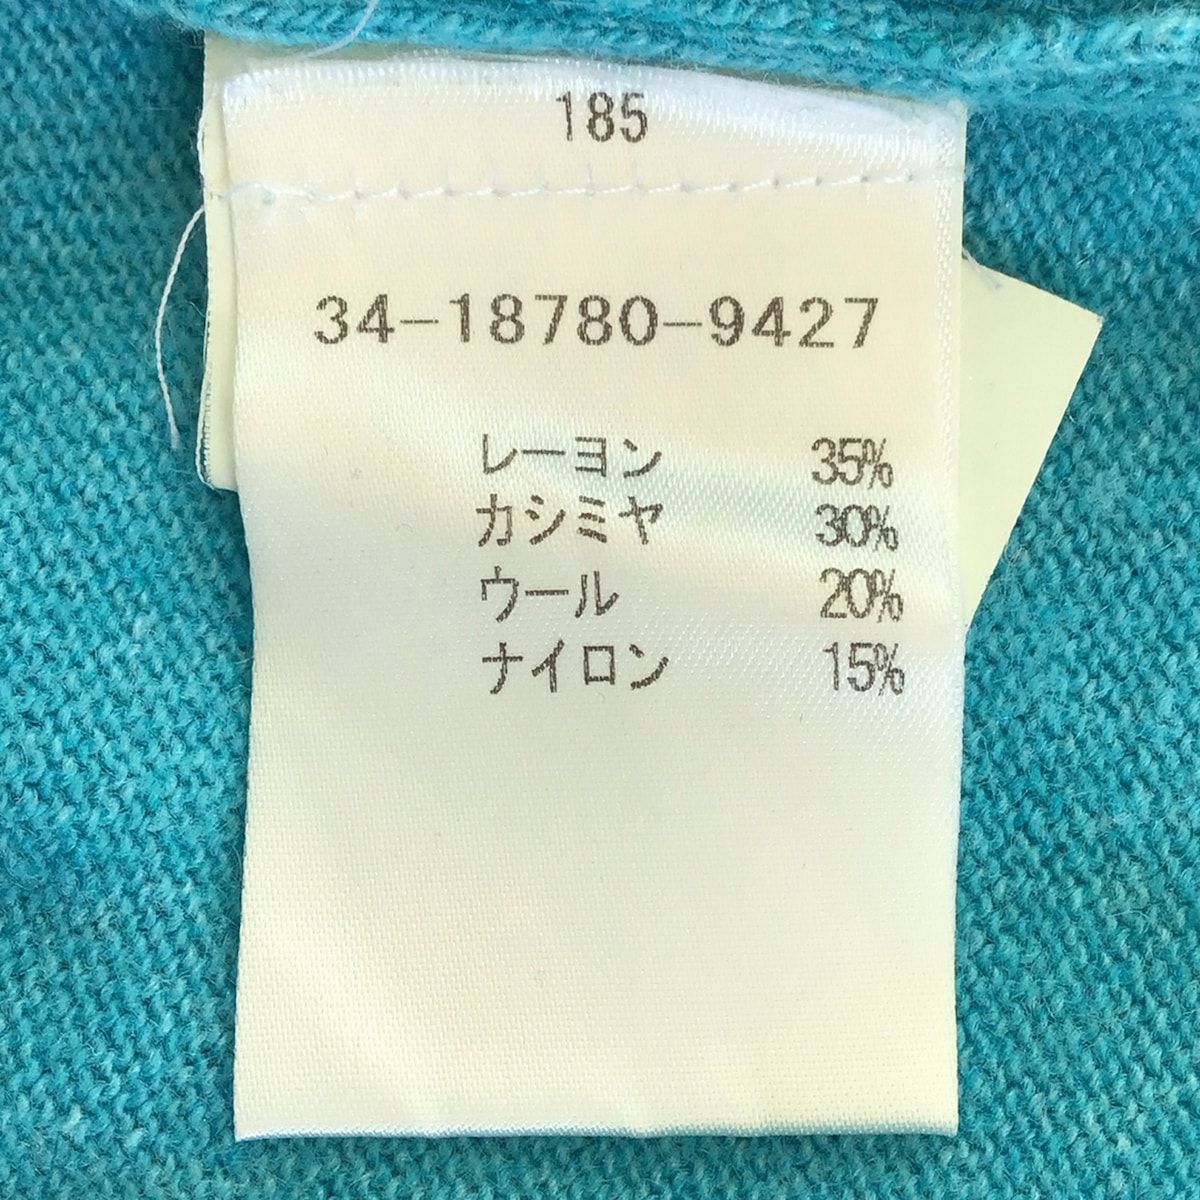 185
34-18780-9427
レーヨン 35%
カシミヤ 30%
ウール 20%
ナイロン 15%